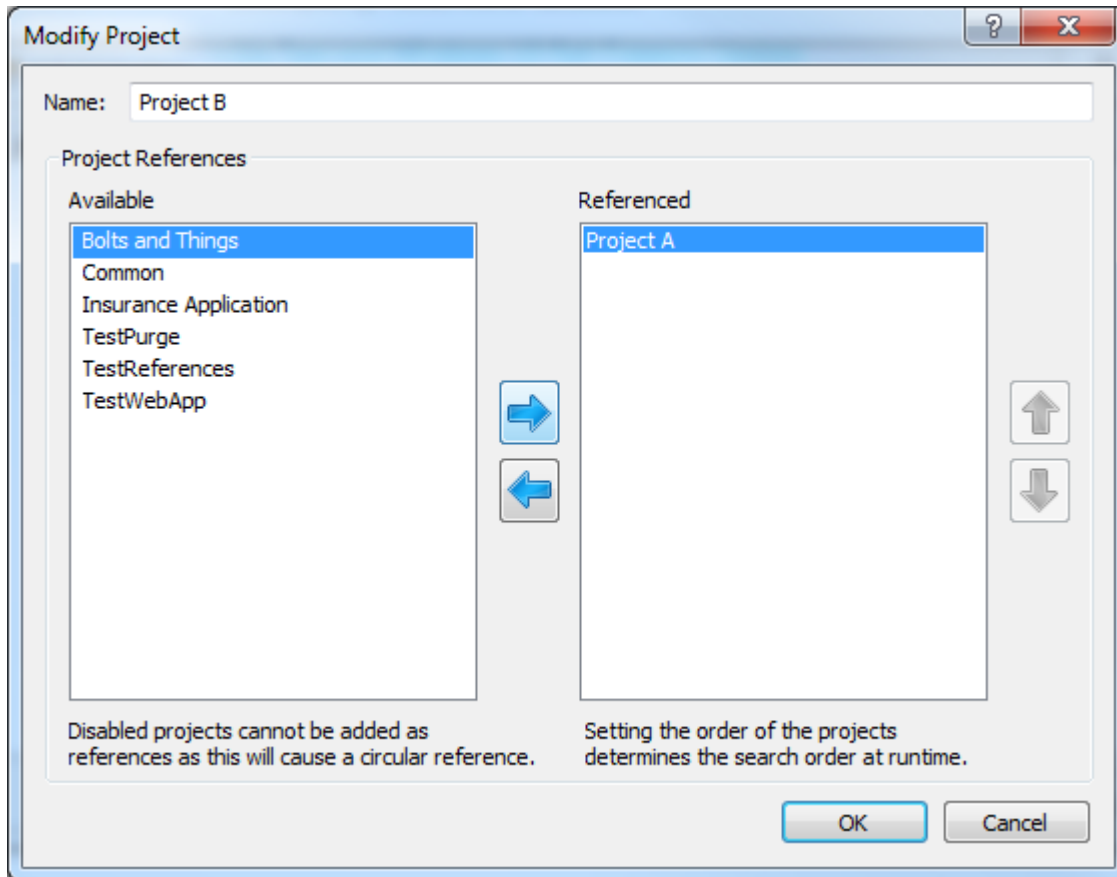 Modify Project
?
X
Name: Project B
Project References
Available
Referenced
Bolts and Things
Common
Insurance Application
TestPurge
TestReferences
TestWebApp
Project A
Disabled projects cannot be added as
references as this will cause a circular reference.
Setting the order of the projects
determines the search order at runtime.
OK
Cancel